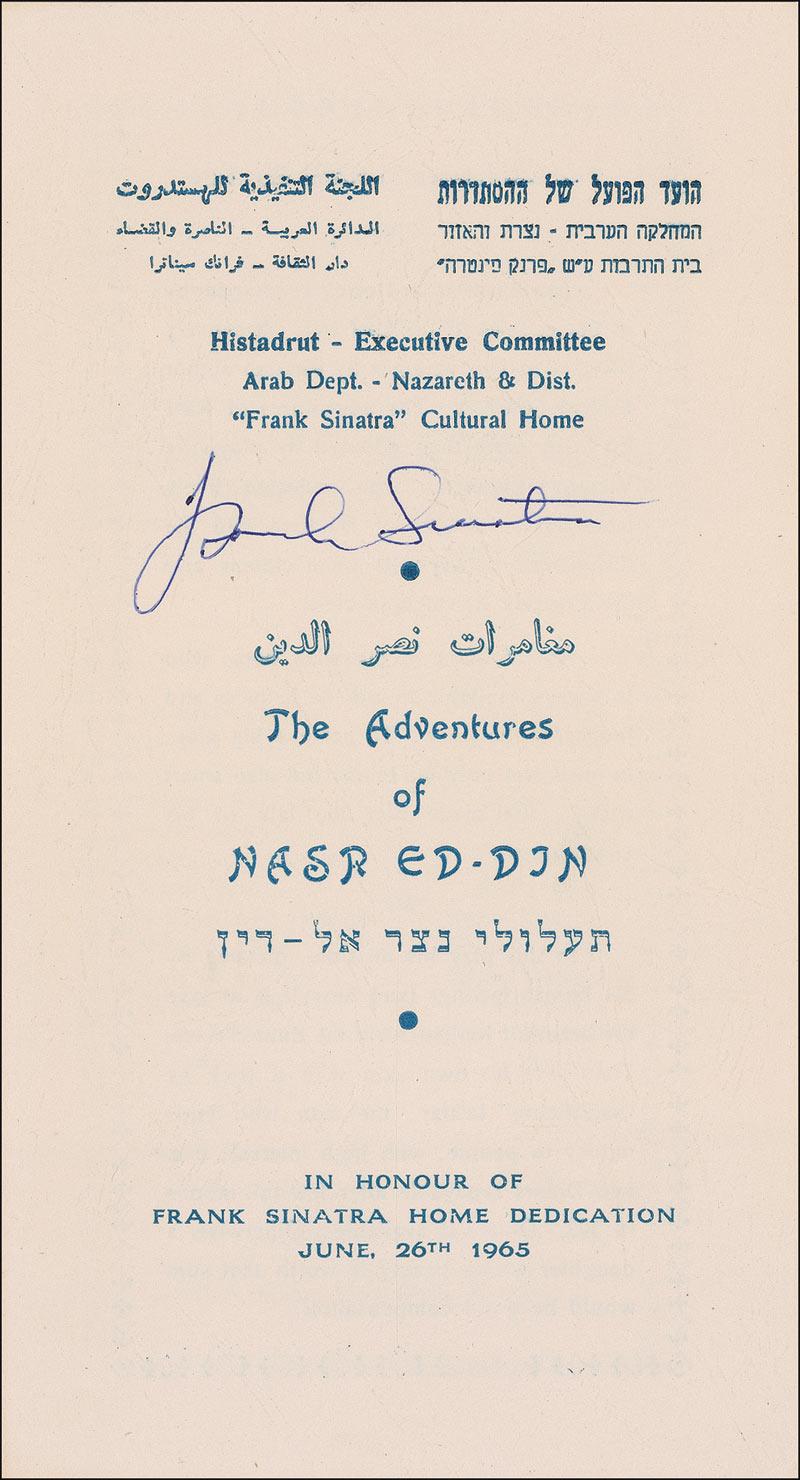 הועד הפועל של ההסתדרות
המחלקה הערבית - נצרת והאזור
בית התרבות ע״ש „פרנק סינטרה״
اللجنة التنفيذية للهستدروت
الدائرة العربية – الناصرة والقضاء
دار الثقافة – فرانك سيناترا
Histadrut - Executive Committee
Arab Dept. - Nazareth & Dist.
“Frank Sinatra” Cultural Home
Frank Sinatra
مغامرات نصر الدين
The Adventures
of
NASR ED-DIN
תעלולי נצר אל-דין
IN HONOUR OF
FRANK SINATRA HOME DEDICATION
JUNE, 26TH 1965